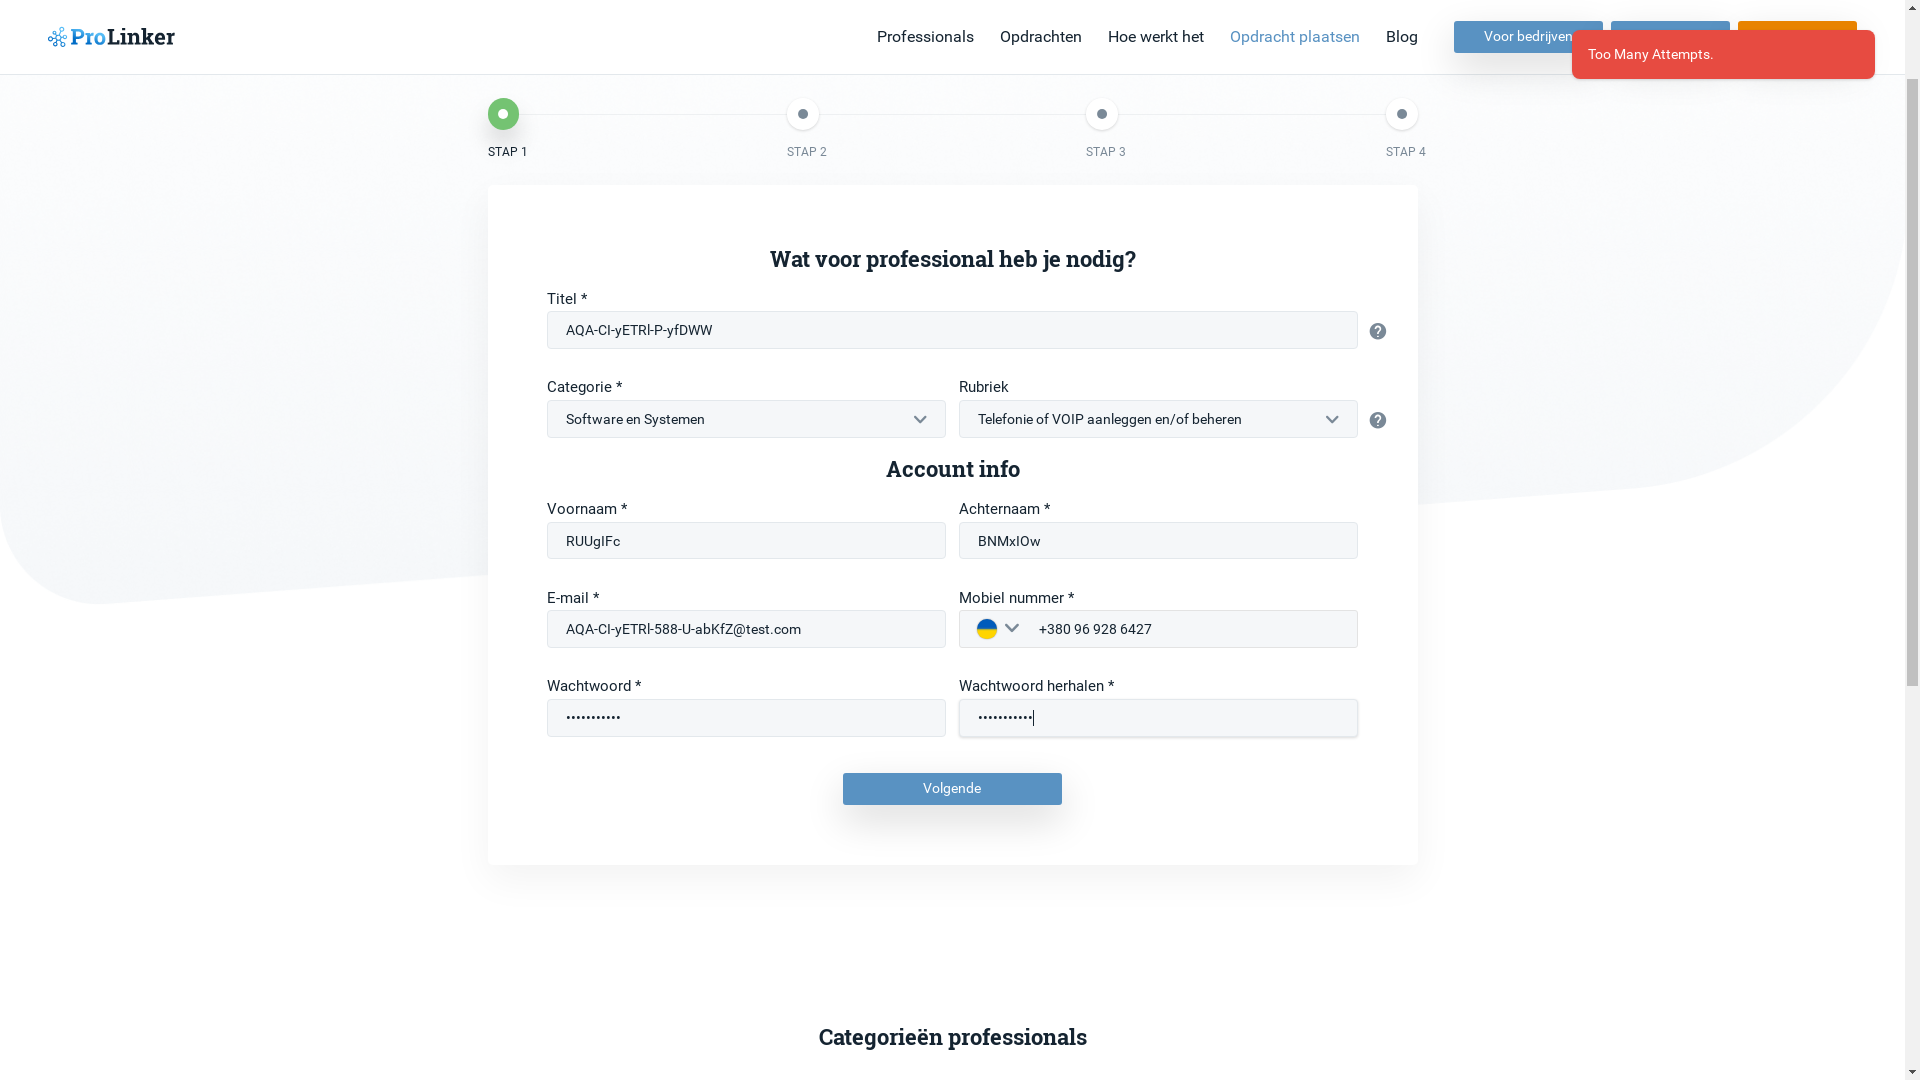 ProLinker
Professionals
Opdrachten
Hoe werkt het
Opdracht plaatsen
Blog
Voor bedrijven
Too Many Attempts.
STAP 1
STAP 2
STAP 3
STAP 4
Wat voor professional heb je nodig?
Titel *
AQA-CI-yETRl-P-yfDWW
Categorie *
Rubriek
Software en Systemen
Telefonie of VOIP aanleggen en/of beheren
Account info
Voornaam *
Achternaam *
RUUgIFc
BNMxIOw
E-mail *
Mobiel nummer *
AQA-CI-yETRl-588-U-abKfZ@test.com
+380 96 928 6427
Wachtwoord *
Wachtwoord herhalen *
•••••••••••
•••••••••••
Volgende
Categorieën professionals